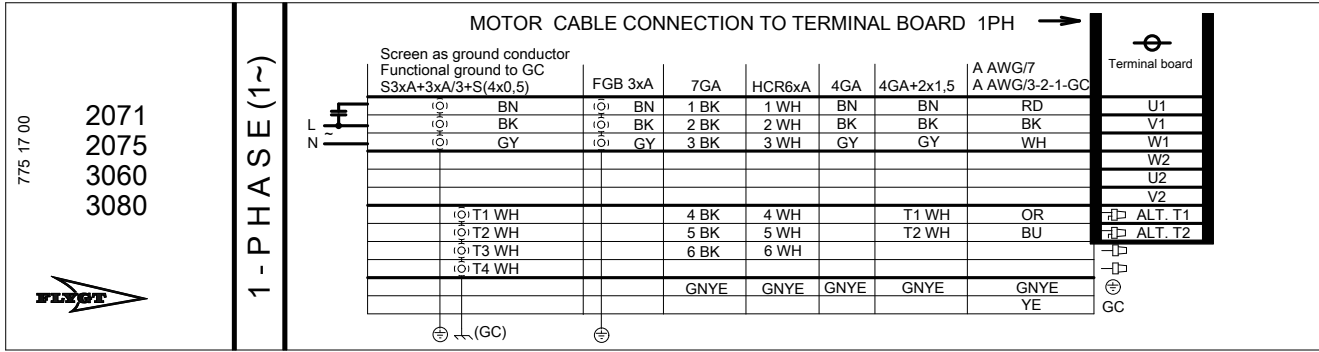 MOTOR CABLE CONNECTION TO TERMINAL BOARD 1PH
Screen as ground conductor
Functional ground to GC
S3xA+3xA/3+S(4x0,5) FGB 3xA 7GA HCR6xA 4GA 4GA+2x1,5 A AWG/7
A AWG/3-2-1-GC Terminal board
BN BN 1 BK 1 WH BN BN RD U1
L ~ BK BK 2 BK 2 WH BK BK BK V1
N GY GY 3 BK 3 WH GY GY WH W1
W2
U2
V2
T1 WH 4 BK 4 WH T1 WH OR ALT. T1
T2 WH 5 BK 5 WH T2 WH BU ALT. T2
T3 WH 6 BK 6 WH
T4 WH
GNYE GNYE GNYE GNYE GNYE
YE GC
(GC)
775 17 00
2071
2075
3060
3080
FLYGT
1 - PHASE (1~)